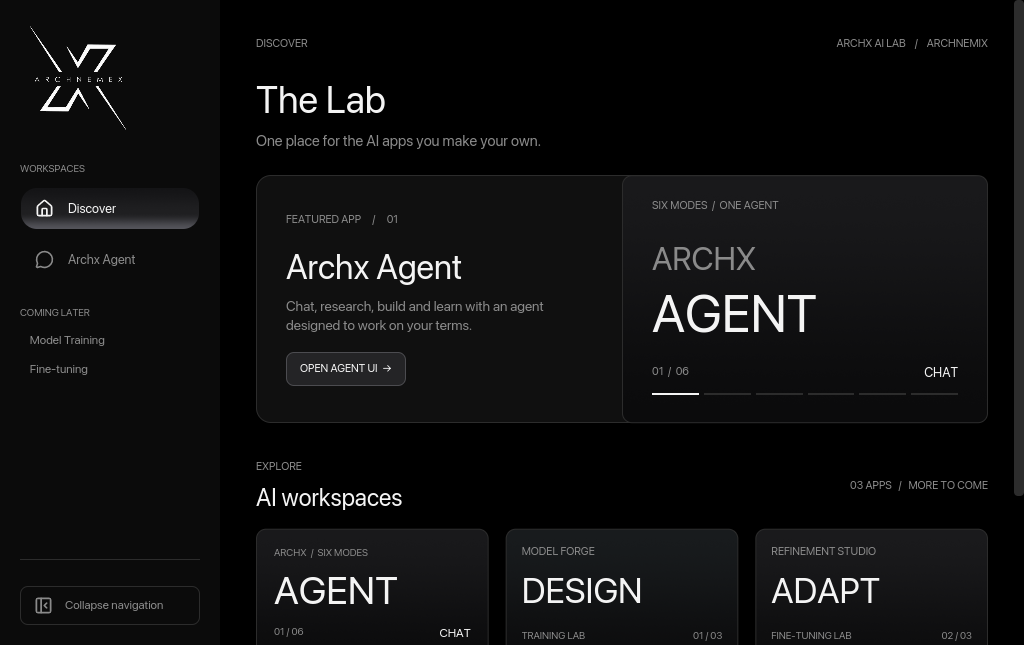 ARCHNEMEX
WORKSPACES
Discover
Archx Agent
COMING LATER
Model Training
Fine-tuning
Collapse navigation
DISCOVER
ARCHX AI LAB / ARCHNEMIX
The Lab
One place for the AI apps you make your own.
FEATURED APP / 01
Archx Agent
Chat, research, build and learn with an agent
designed to work on your terms.
OPEN AGENT UI →
SIX MODES / ONE AGENT
ARCHX
AGENT
01 / 06
CHAT
EXPLORE
AI workspaces
03 APPS / MORE TO COME
ARCHX / SIX MODES
AGENT
01 / 06
CHAT
MODEL FORGE
DESIGN
TRAINING LAB
01 / 03
REFINEMENT STUDIO
ADAPT
FINE-TUNING LAB
02 / 03